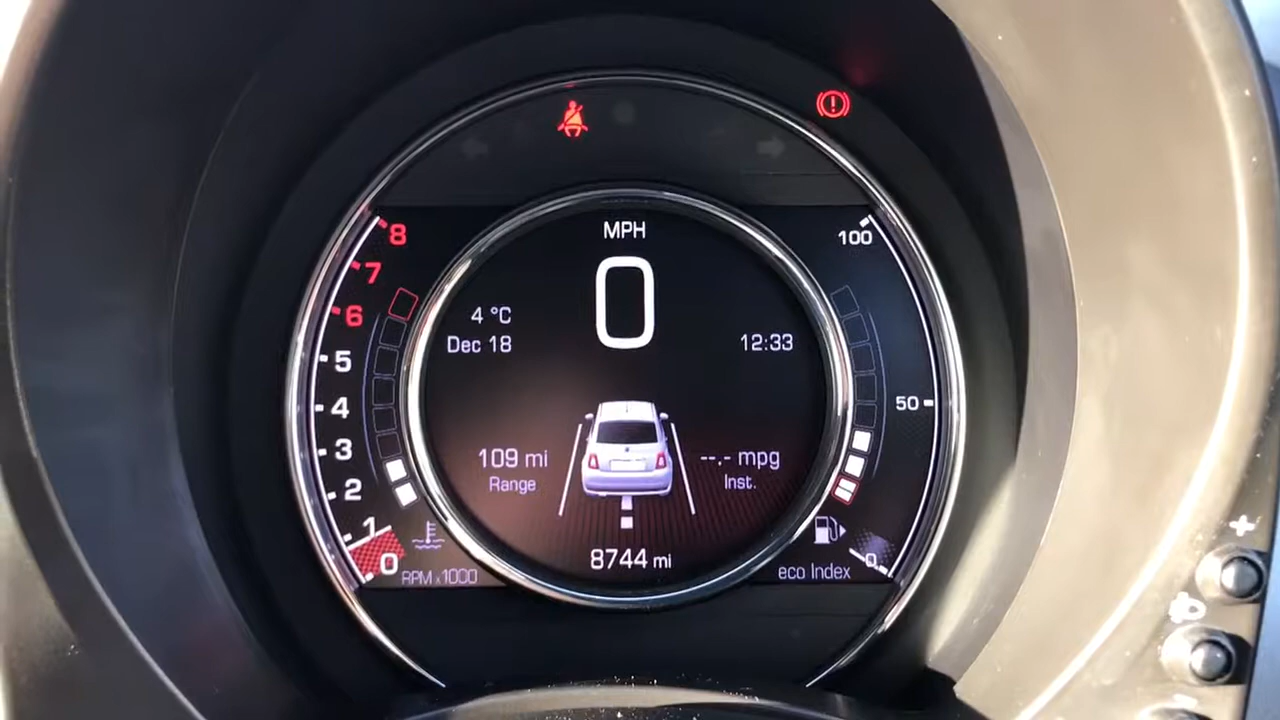 MPH
0
4 °C
Dec 18
12:33
109 mi
Range
--.- mpg
Inst.
8744 mi
8
7
6
5
4
3
2
1
0
RPM x1000
100
50
0
eco Index